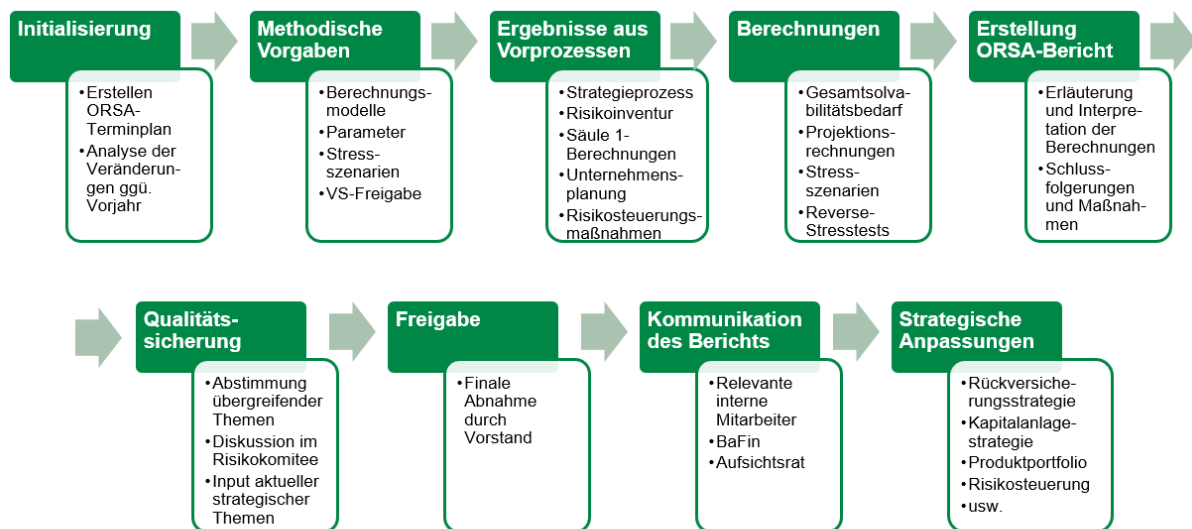 Initialisierung
•Erstellen
ORSA-
Terminplan
•Analyse der
Veränderun-
gen ggü.
Vorjahr
Methodische
Vorgaben
•Berechnungs-
modelle
•Parameter
•Stress-
szenarien
•VS-Freigabe
Ergebnisse aus
Vorprozessen
•Strategieprozess
•Risikoinventur
•Säule 1-
Berechnungen
•Unternehmens-
planung
•Risikosteuerungs-
maßnahmen
Berechnungen
•Gesamtsolva-
bilitätsbedarf
•Projektions-
rechnungen
•Stress-
szenarien
•Reverse-
Stresstests
Erstellung
ORSA-Bericht
•Erläuterung
und Interpre-
tation der
Berechnungen
•Schluss-
folgerungen
und Maßnah-
men
Qualitäts-
sicherung
•Abstimmung
übergreifender
Themen
•Diskussion im
Risikokomitee
•Input aktueller
strategischer
Themen
Freigabe
•Finale
Abnahme
durch
Vorstand
Kommunikation
des Berichts
•Relevante
interne
Mitarbeiter
•BaFin
•Aufsichtsrat
Strategische
Anpassungen
•Rückversiche-
rungsstrategie
•Kapitalanlage-
strategie
•Produktportfolio
•Risikosteuerung
•usw.